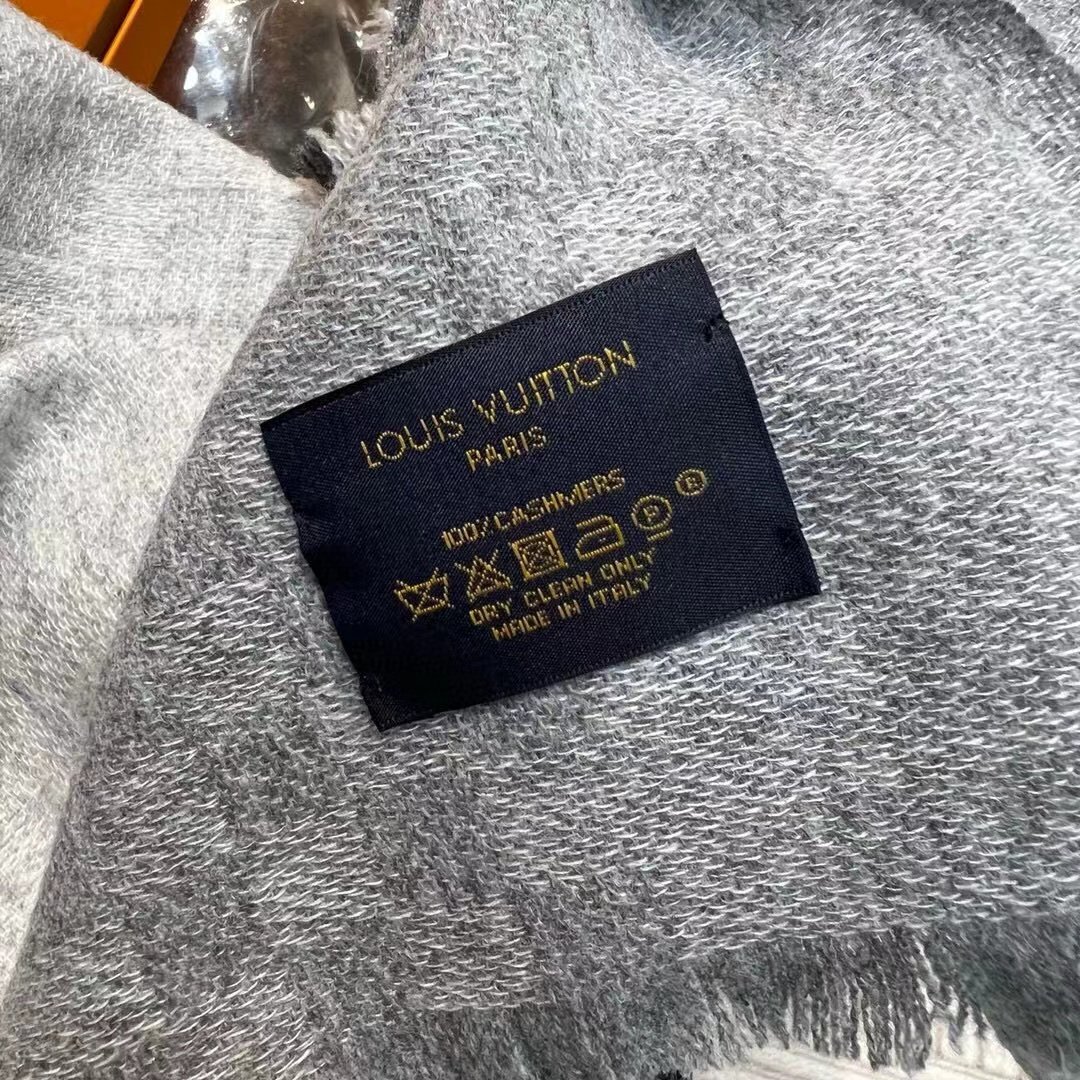 LOUIS VUITTON
PARIS
100% CASHMERS
A P R
DRY CLEAN ONLY
MADE IN ITALY